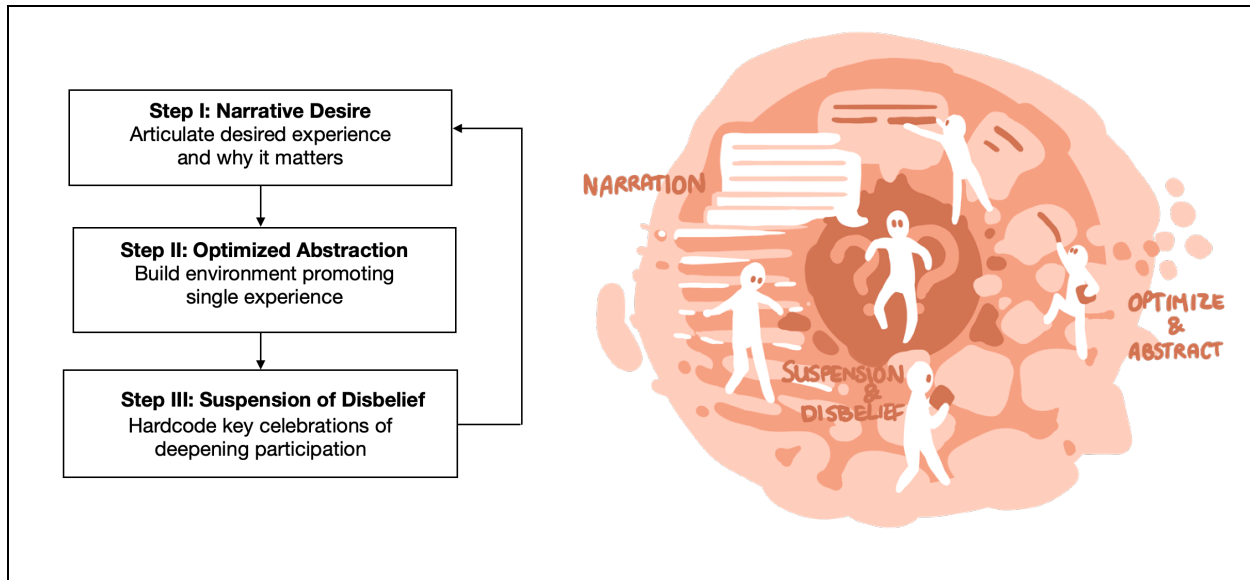 Step I: Narrative Desire
Articulate desired experience
and why it matters
Step II: Optimized Abstraction
Build environment promoting
single experience
Step III: Suspension of Disbelief
Hardcode key celebrations of
deepening participation
NARRATION
OPTIMIZE
&
ABSTRACT
SUSPENSION
&
DISBELIEF